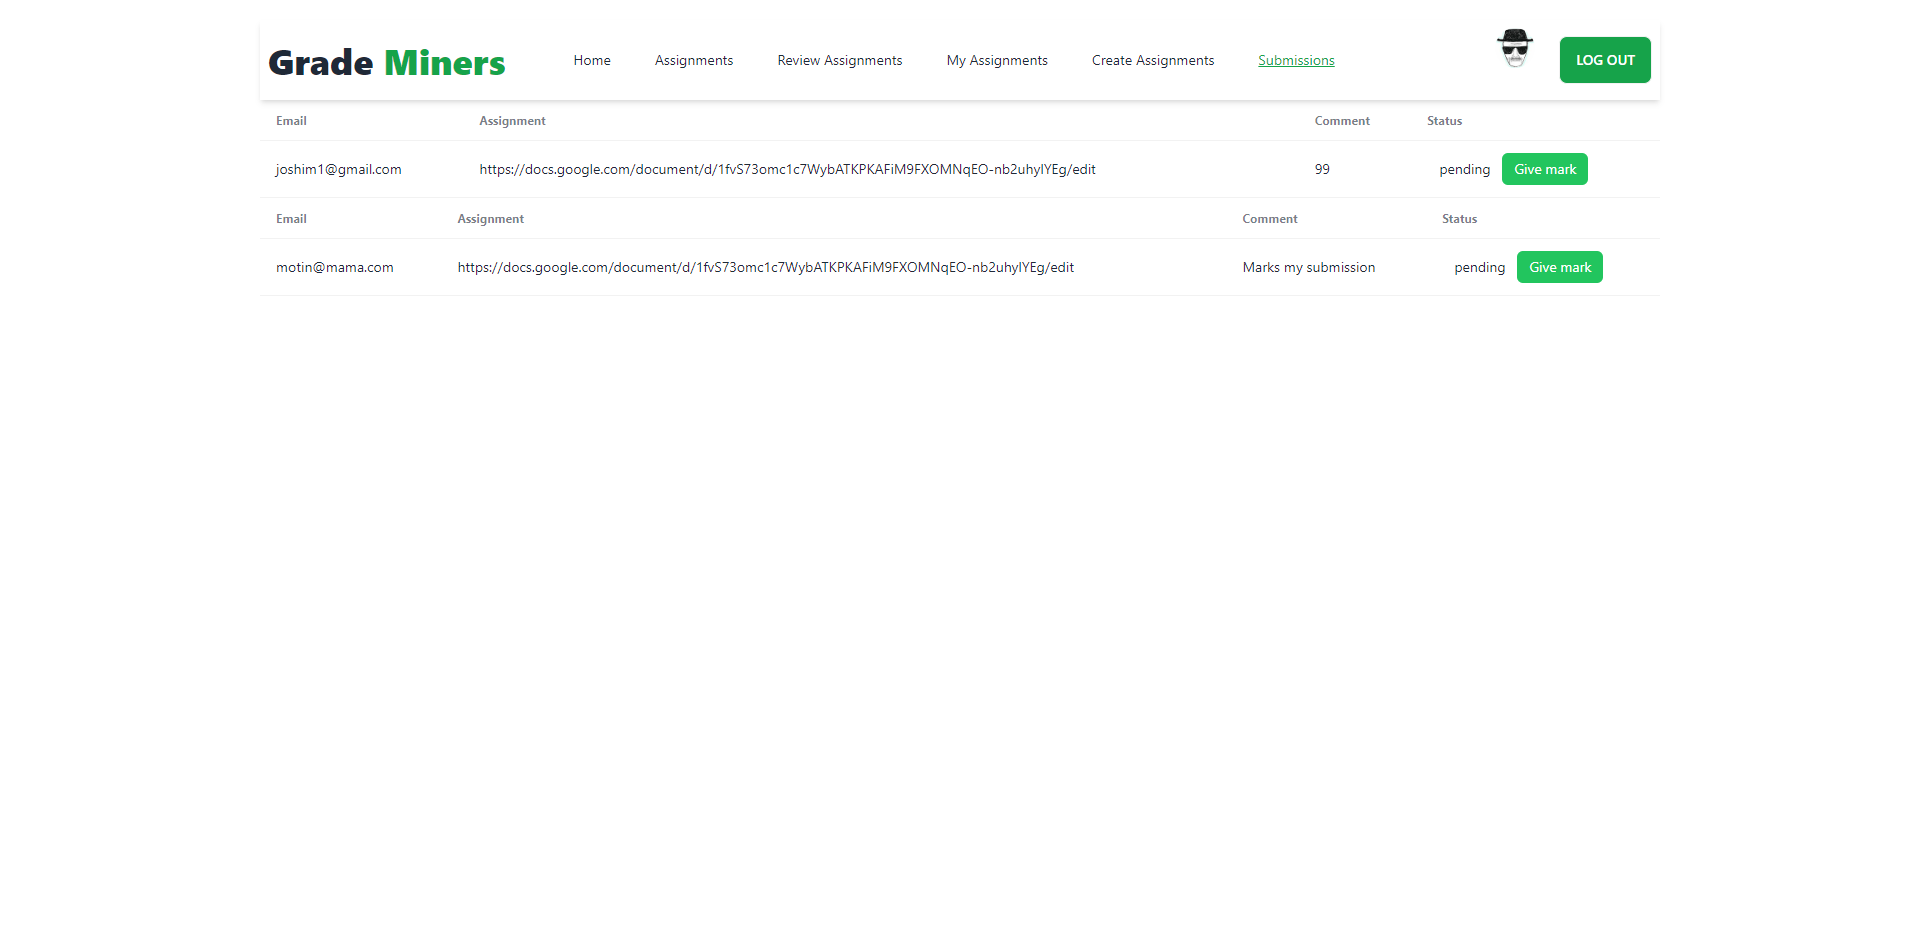 Grade Miners Home Assignments Review Assignments My Assignments Create Assignments Submissions LOG OUT
Email Assignment Comment Status
joshim1@gmail.com https://docs.google.com/document/d/1fvS73omc1c7WybATKPKAFiM9FXOMNqEO-nb2uhylYEg/edit 99 pending Give mark
Email Assignment Comment Status
motin@mama.com https://docs.google.com/document/d/1fvS73omc1c7WybATKPKAFiM9FXOMNqEO-nb2uhylYEg/edit Marks my submission pending Give mark